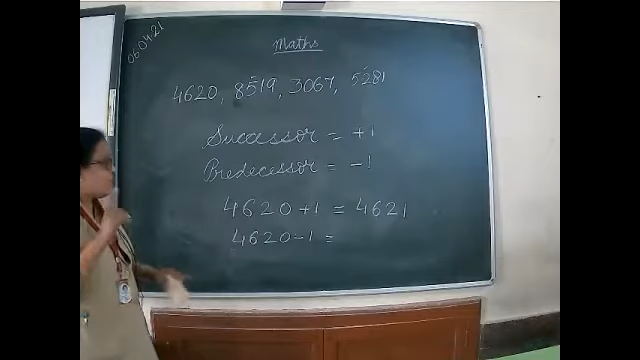 06.04.21
Maths
4620, 8519, 3067, 5281
Successor = +1
Predecessor = -1
4620 +1 = 4621
4620-1 =